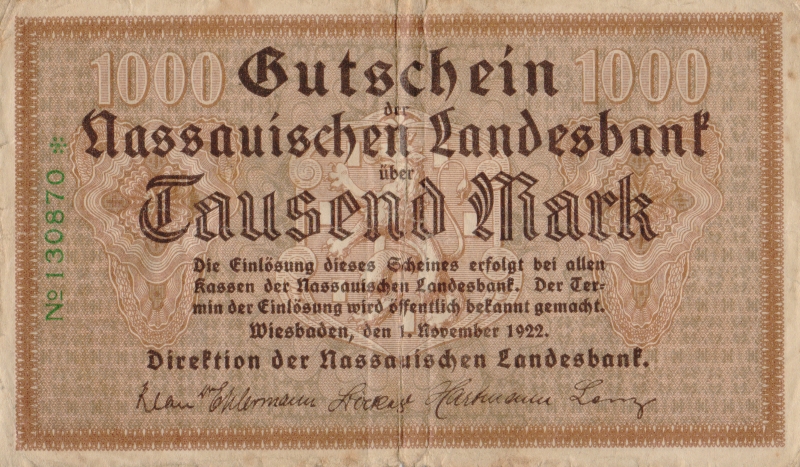 1000 Gutschein 1000
der
Nassauischen Landesbank
über
Tausend Mark
Die Einlösung dieses Scheines erfolgt bei allen
Kassen der Nassauischen Landesbank. Der Ter-
min der Einlösung wird öffentlich bekannt gemacht.
Wiesbaden, den 1. November 1922.
Direktion der Nassauischen Landesbank.
Klau Hartmann
No 130870 *